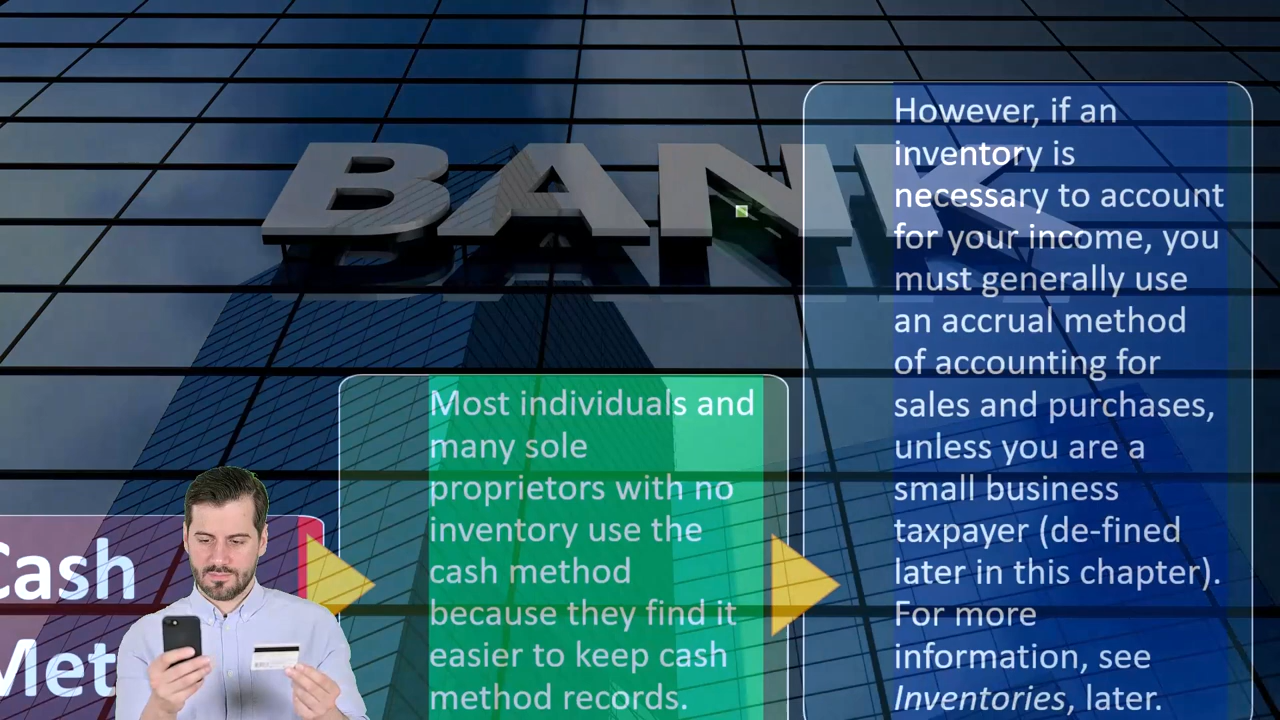 BANK
Cash
Met
Most individuals and
many sole
proprietors with no
inventory use the
cash method
because they find it
easier to keep cash
method records.
However, if an
inventory is
necessary to account
for your income, you
must generally use
an accrual method
of accounting for
sales and purchases,
unless you are a
small business
taxpayer (de-fined
later in this chapter).
For more
information, see
Inventories, later.